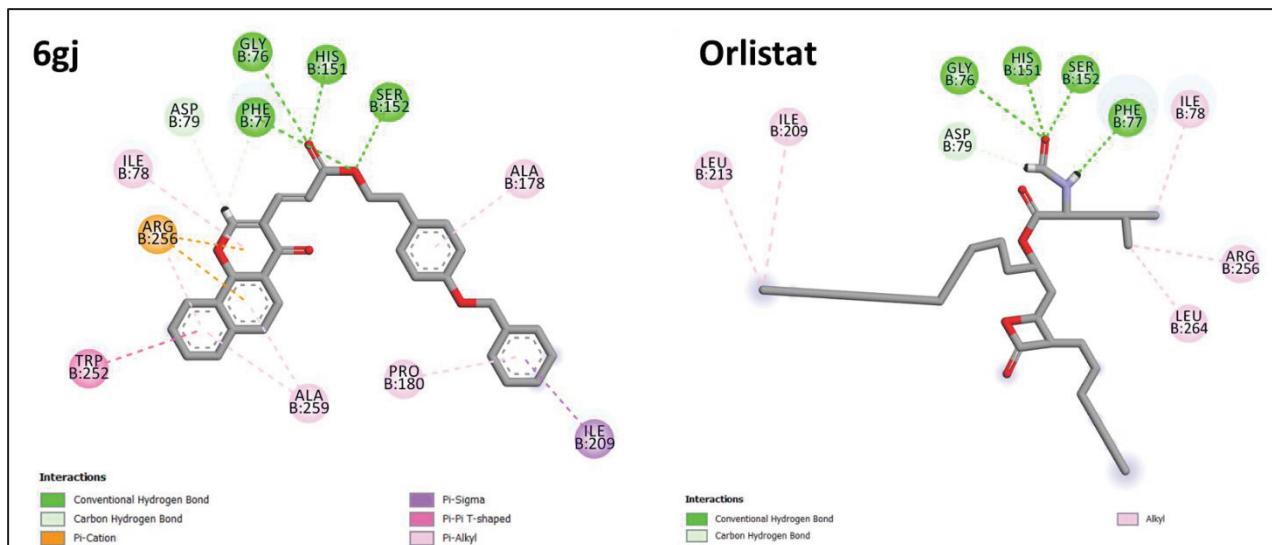 6gj
GLY
B:76
HIS
B:151
SER
B:152
ASP
B:79
PHE
B:77
ILE
B:78
ALA
B:178
ARG
B:256
TRP
B:252
ALA
B:259
PRO
B:180
ILE
B:209
Interactions
Conventional Hydrogen Bond
Carbon Hydrogen Bond
Pi-Cation
Pi-Sigma
Pi-Pi T-shaped
Pi-Alkyl
Orlistat
GLY
B:76
HIS
B:151
SER
B:152
PHE
B:77
ILE
B:78
ASP
B:79
ILE
B:209
LEU
B:213
ARG
B:256
LEU
B:264
Interactions
Conventional Hydrogen Bond
Carbon Hydrogen Bond
Alkyl